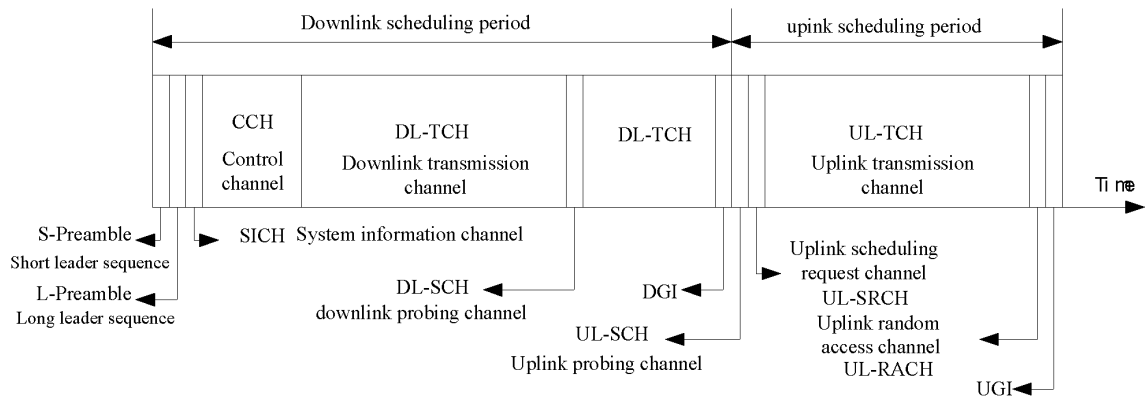 Downlink scheduling period
upink scheduling period
CCH
Control
channel
DL-TCH
Downlink transmission
channel
DL-TCH
UL-TCH
Uplink transmission
channel
Time
S-Preamble
Short leader sequence
L-Preamble
Long leader sequence
SICH System information channel
DL-SCH
downlink probing channel
DGI
UL-SCH
Uplink probing channel
Uplink scheduling
request channel
UL-SRCH
Uplink random
access channel
UL-RACH
UGI